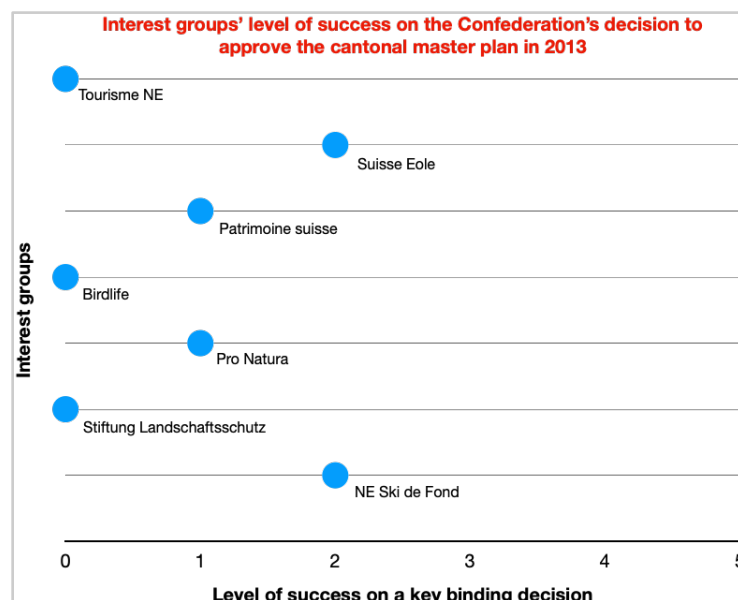 Interest groups’ level of success on the Confederation’s decision to
approve the cantonal master plan in 2013
Tourisme NE
Suisse Eole
Patrimoine suisse
Birdlife
Pro Natura
Stiftung Landschaftsschutz
NE Ski de Fond
Interest groups
0 1 2 3 4 5
Level of success on a key binding decision